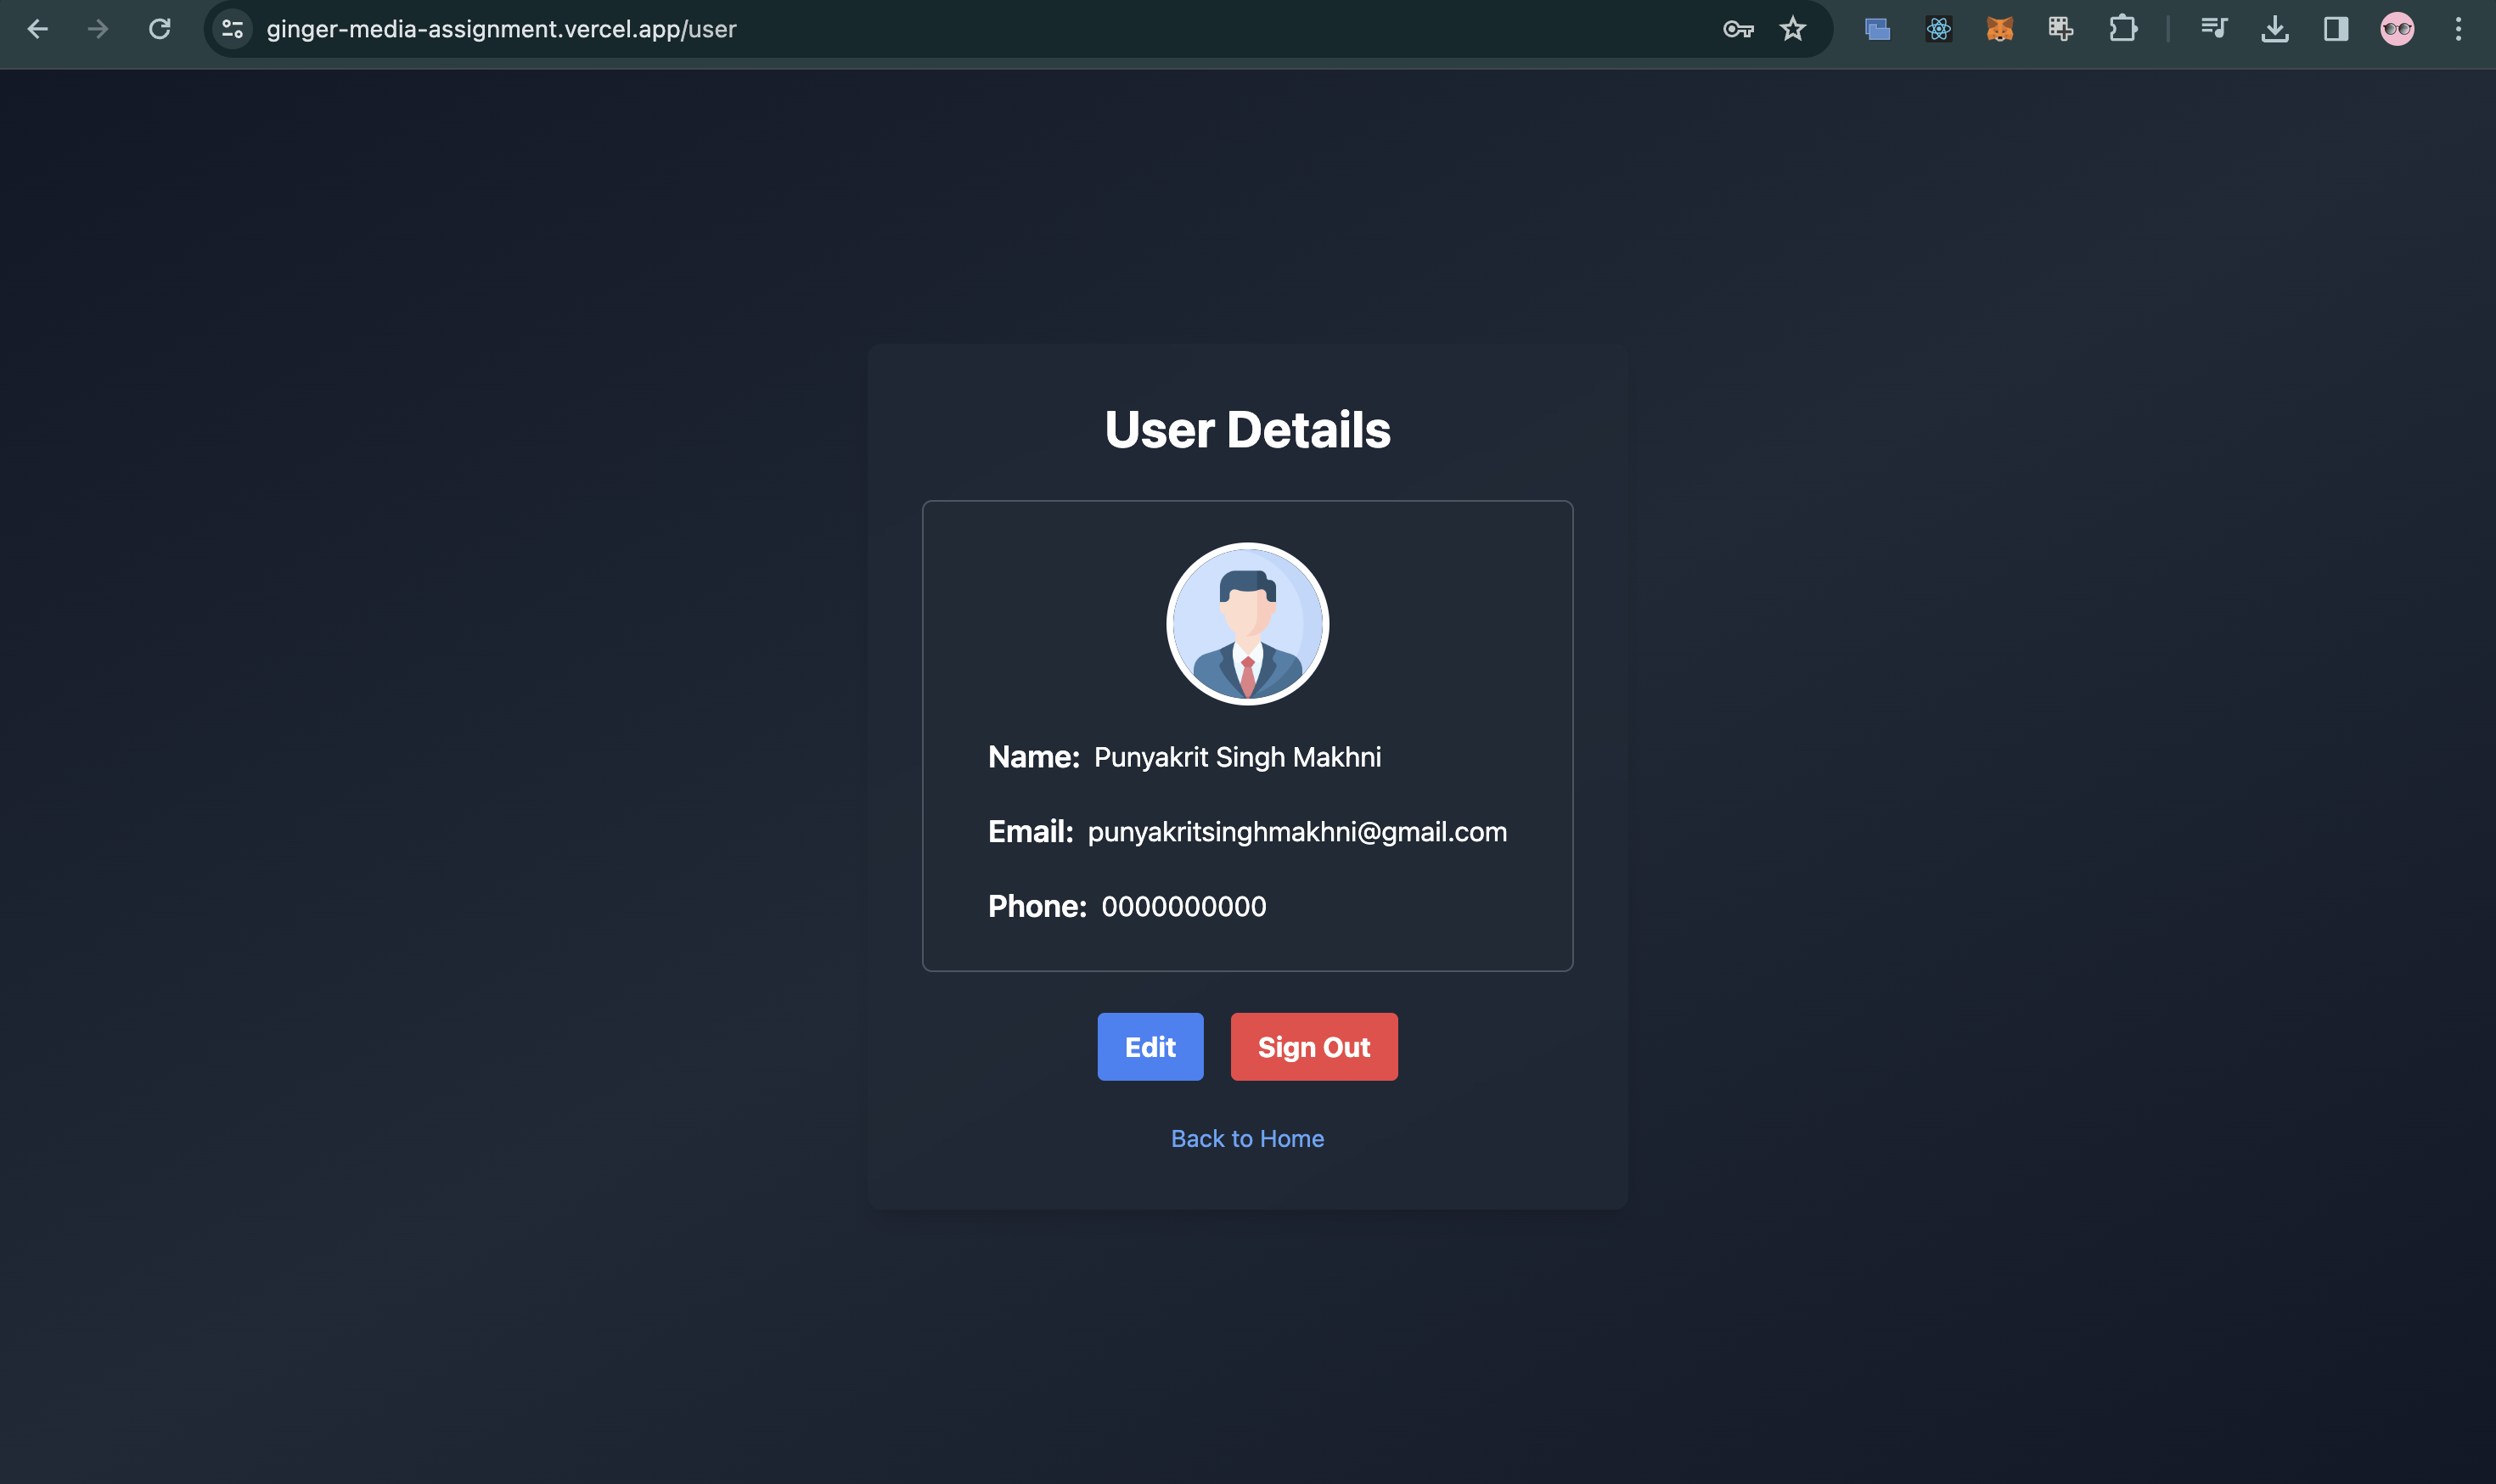 ginger-media-assignment.vercel.app/user
User Details
Name: Punyakrit Singh Makhni
Email: punyakritsinghmakhni@gmail.com
Phone: 0000000000
Edit Sign Out
Back to Home